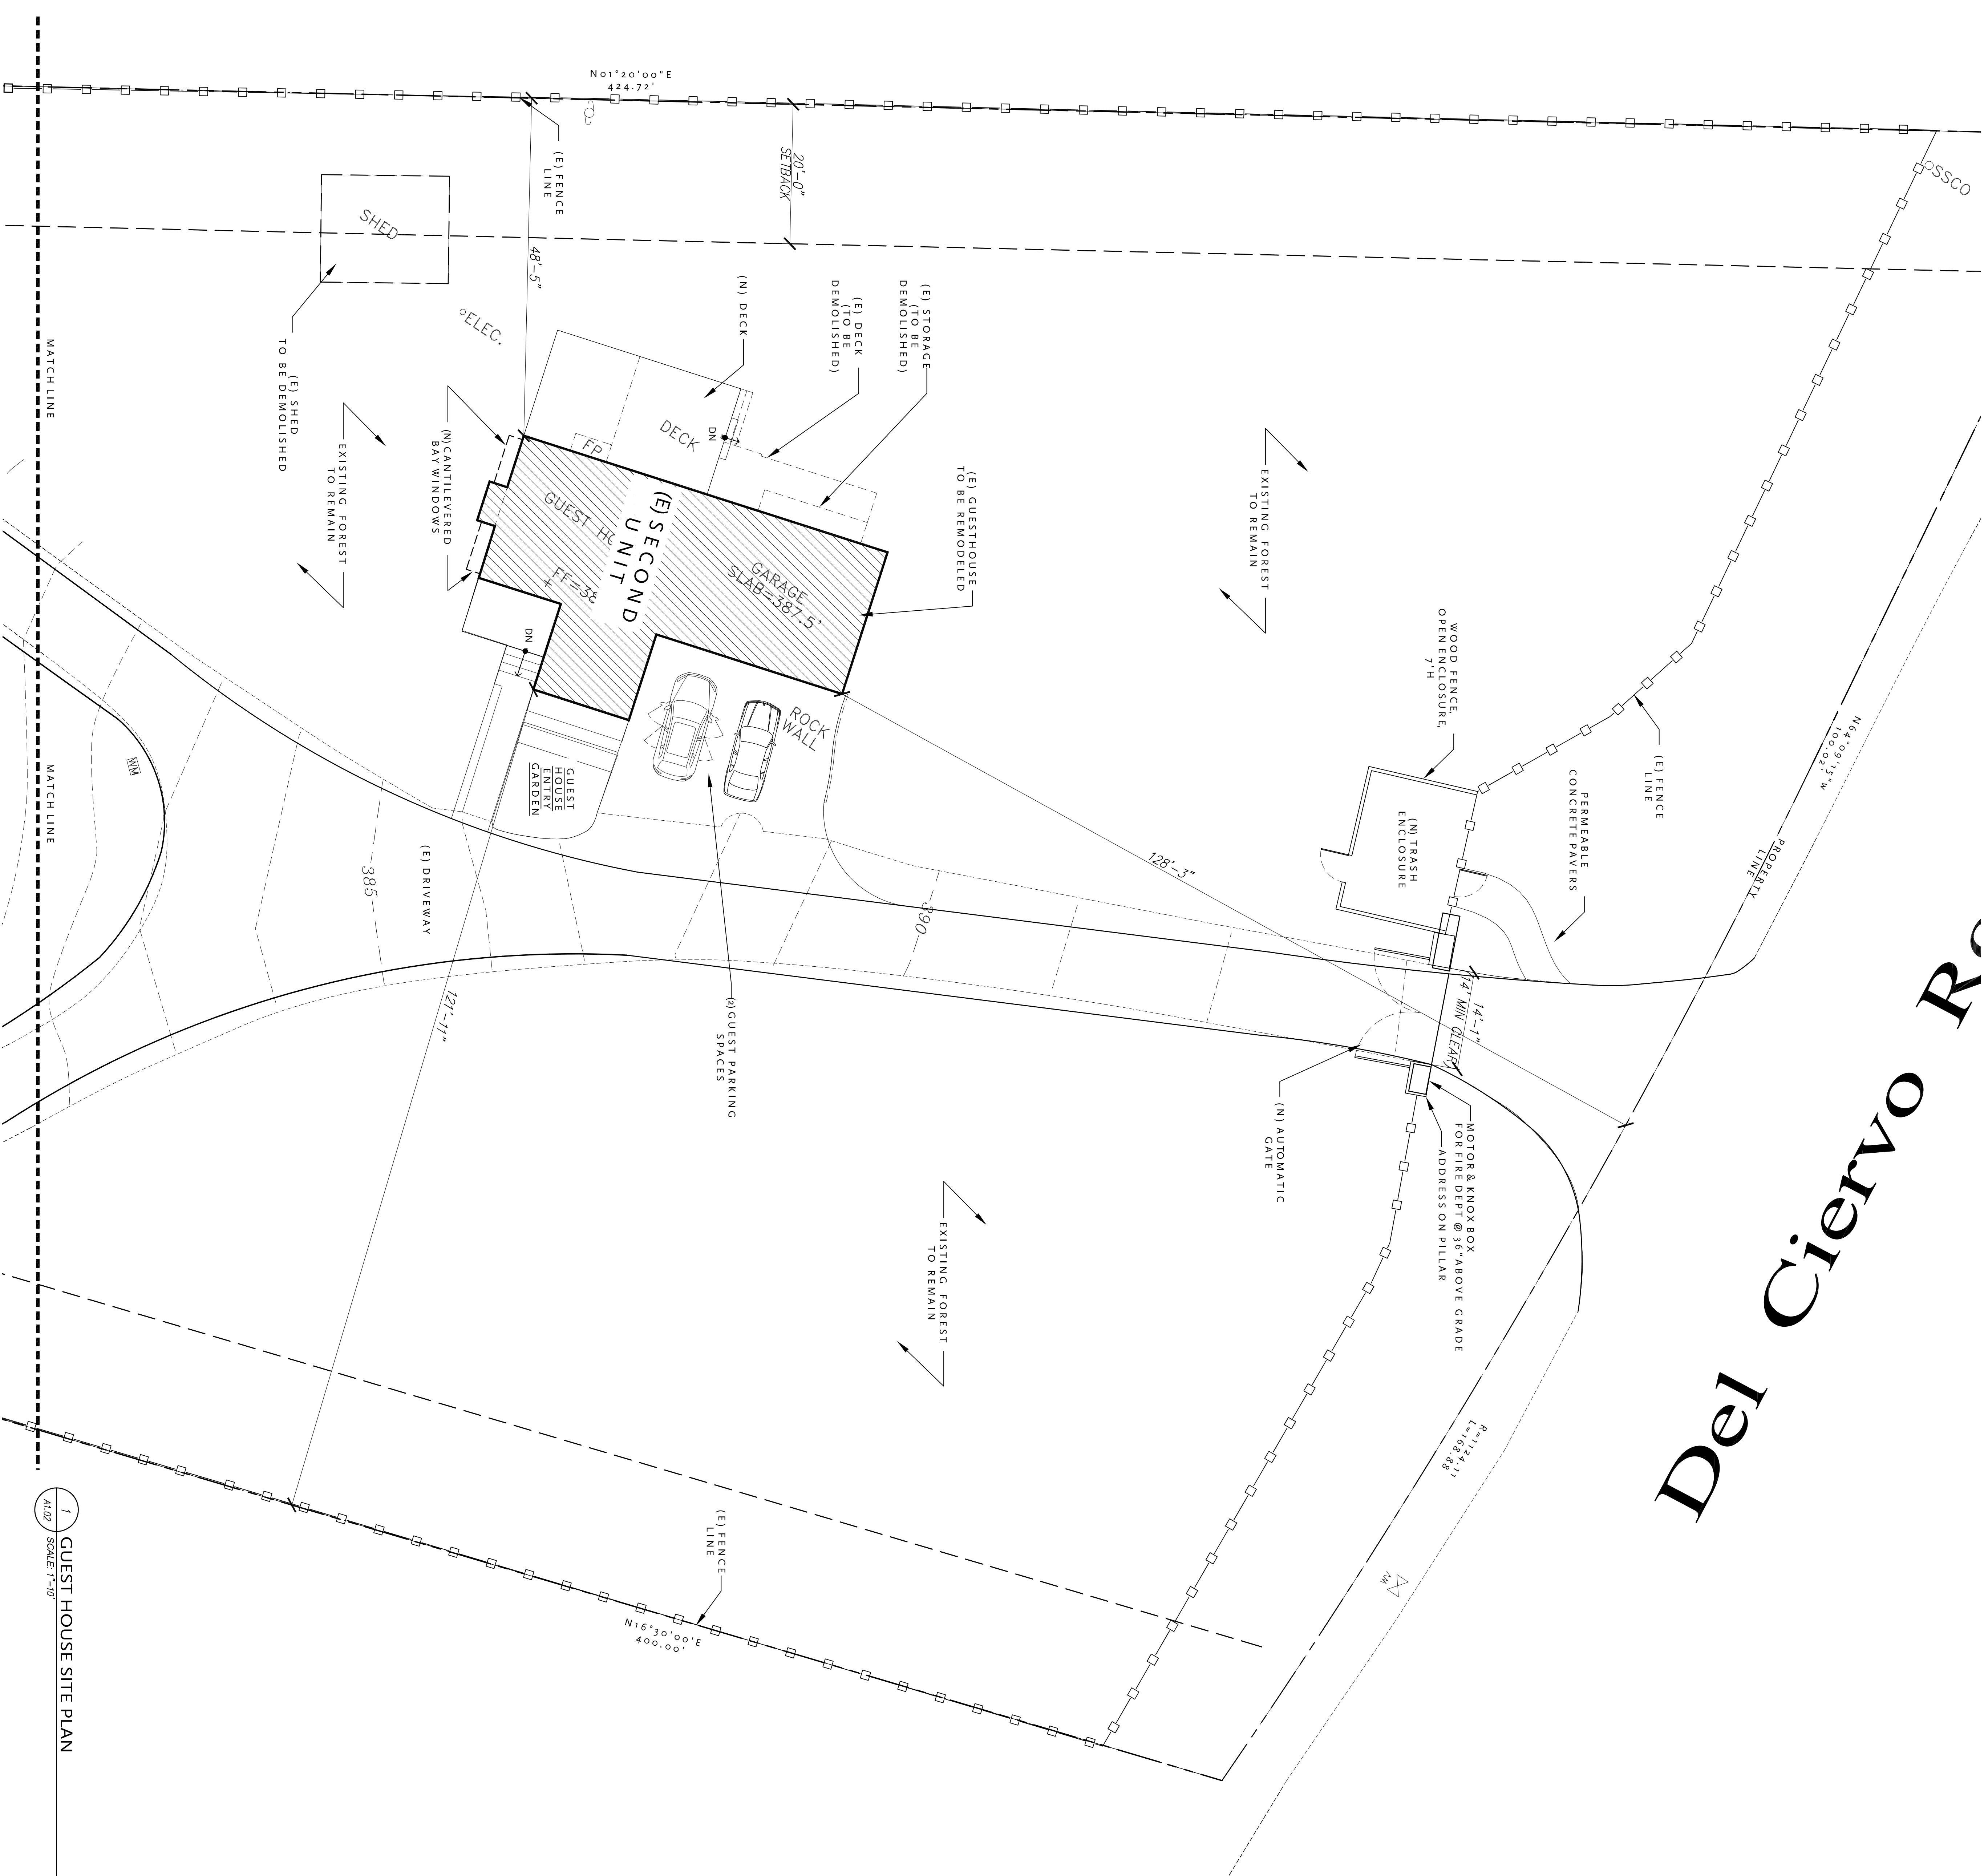 N01°20'00"E
424.72'
(E) FENCE
LINE
20'-0"
SETBACK
SSCO
SHED
48'-5"
ELEC.
(N) DECK
(E) DECK
(TO BE
DEMOLISHED)
(E) STORAGE
(TO BE
DEMOLISHED)
MATCHLINE
(E) SHED
TO BE DEMOLISHED
EXISTING FOREST
TO REMAIN
(N) CANTILEVERED
BAY WINDOWS
FP
DECK
DN
(E) GUESTHOUSE
TO BE REMODELED
EXISTING FOREST
TO REMAIN
GUEST
(E) SECOND
UNIT
GARAGE
SLAB=387.5'
DN
WOOD FENCE,
OPEN ENCLOSURE,
7'H
(E) FENCE
LINE
N64°09'15"W
100.02'
PROPERTY
LINE
PERMEABLE
CONCRETE PAVERS
(N) TRASH
ENCLOSURE
ROCK
WALL
GUEST
HOUSE
ENTRY
GARDEN
WM
MATCHLINE
385
(E) DRIVEWAY
390
128'-3"
121'-11"
(2) GUEST PARKING
SPACES
14'-1"
(14' MIN CLEAR)
(N) AUTOMATIC
GATE
MOTOR & KNOX BOX
FOR FIRE DEPT @ 36" ABOVE GRADE
ADDRESS ON PILLAR
EXISTING FOREST
TO REMAIN
Del Ciervo
R=1124.11
L=168.88
WV
(E) FENCE
LINE
N16°30'00'E
400.00'
1
A1.02
GUEST HOUSE SITE PLAN
SCALE: 1"=10'